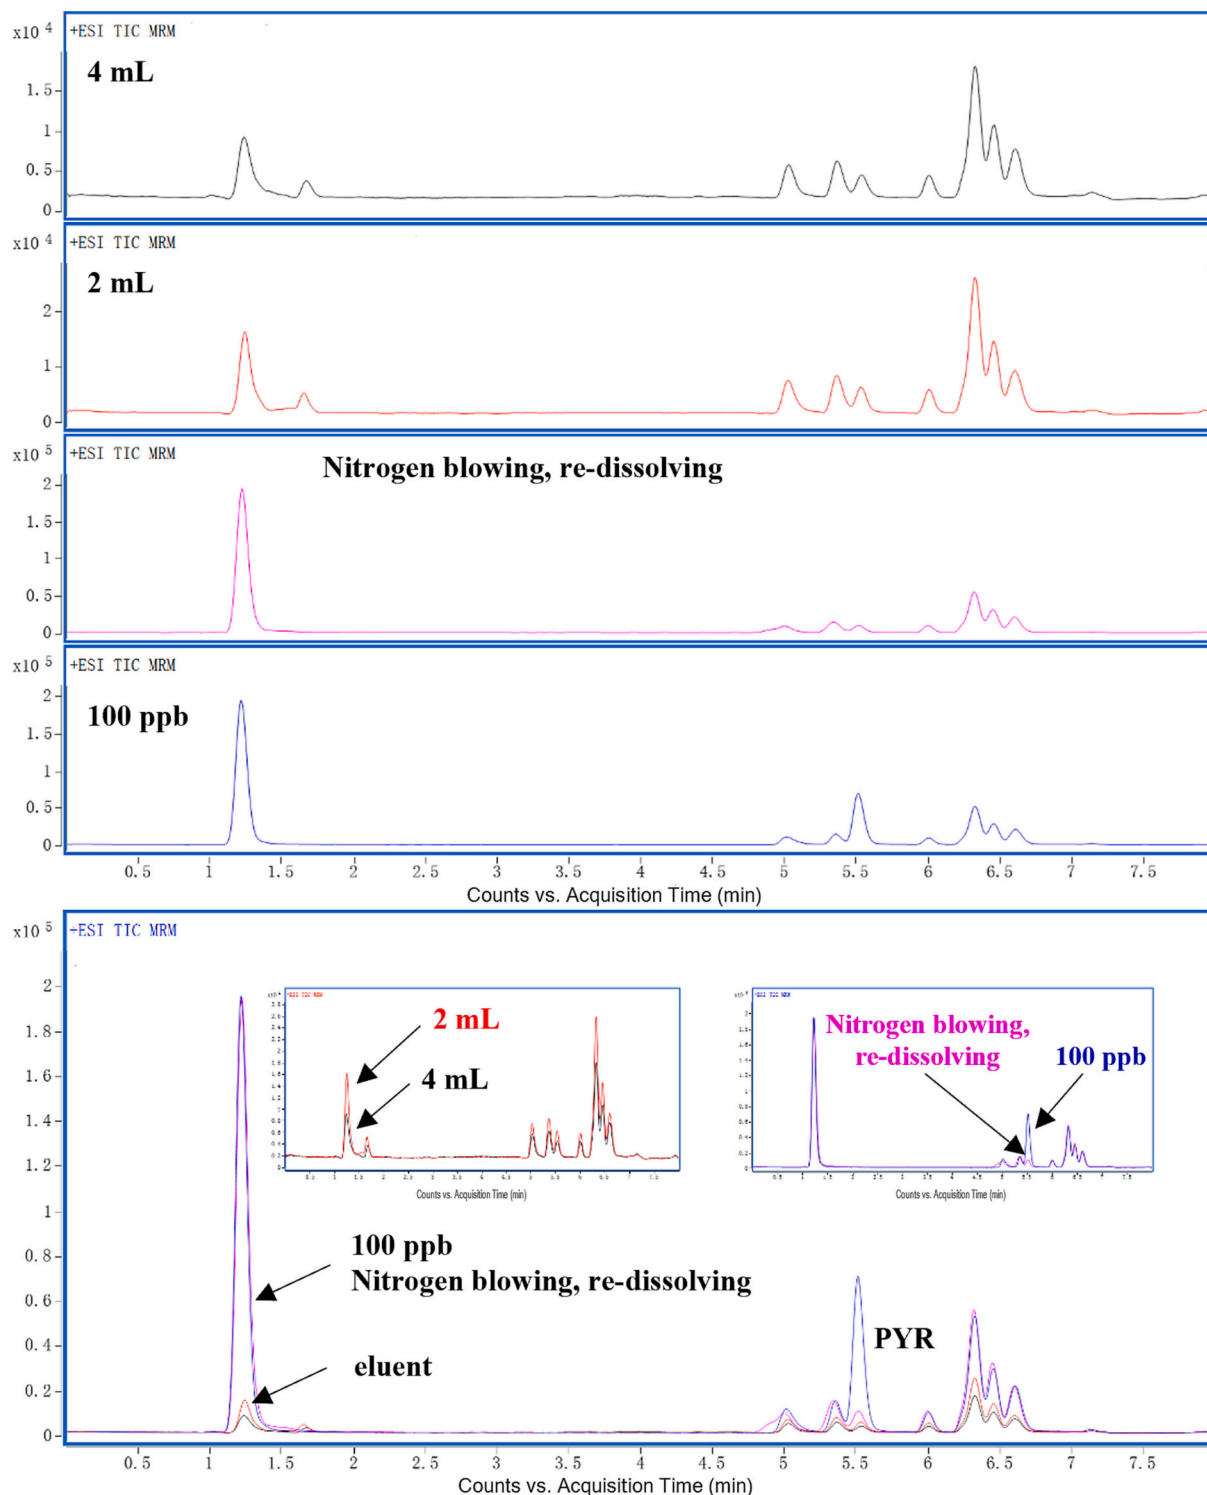 x10 4
+ESI TIC MRM
4 mL
1.5
1
0.5
0
x10 4
+ESI TIC MRM
2 mL
2
1
0
x10 5
+ESI TIC MRM
Nitrogen blowing, re-dissolving
2
1.5
1
0.5
0
x10 5
+ESI TIC MRM
100 ppb
2
1.5
1
0.5
0
0.5 1 1.5 2 2.5 3 3.5 4 4.5 5 5.5 6 6.5 7 7.5
Counts vs. Acquisition Time (min)
x10 5
+ESI TIC MRM
2
1.8
1.6
1.4
1.2
1
0.8
0.6
0.4
0.2
0
2 mL
4 mL
Counts vs. Acquisition Time (min)
Nitrogen blowing,
re-dissolving
100 ppb
Counts vs. Acquisition Time (min)
100 ppb
Nitrogen blowing, re-dissolving
eluent
PYR
0.5 1 1.5 2 2.5 3 3.5 4 4.5 5 5.5 6 6.5 7 7.5
Counts vs. Acquisition Time (min)